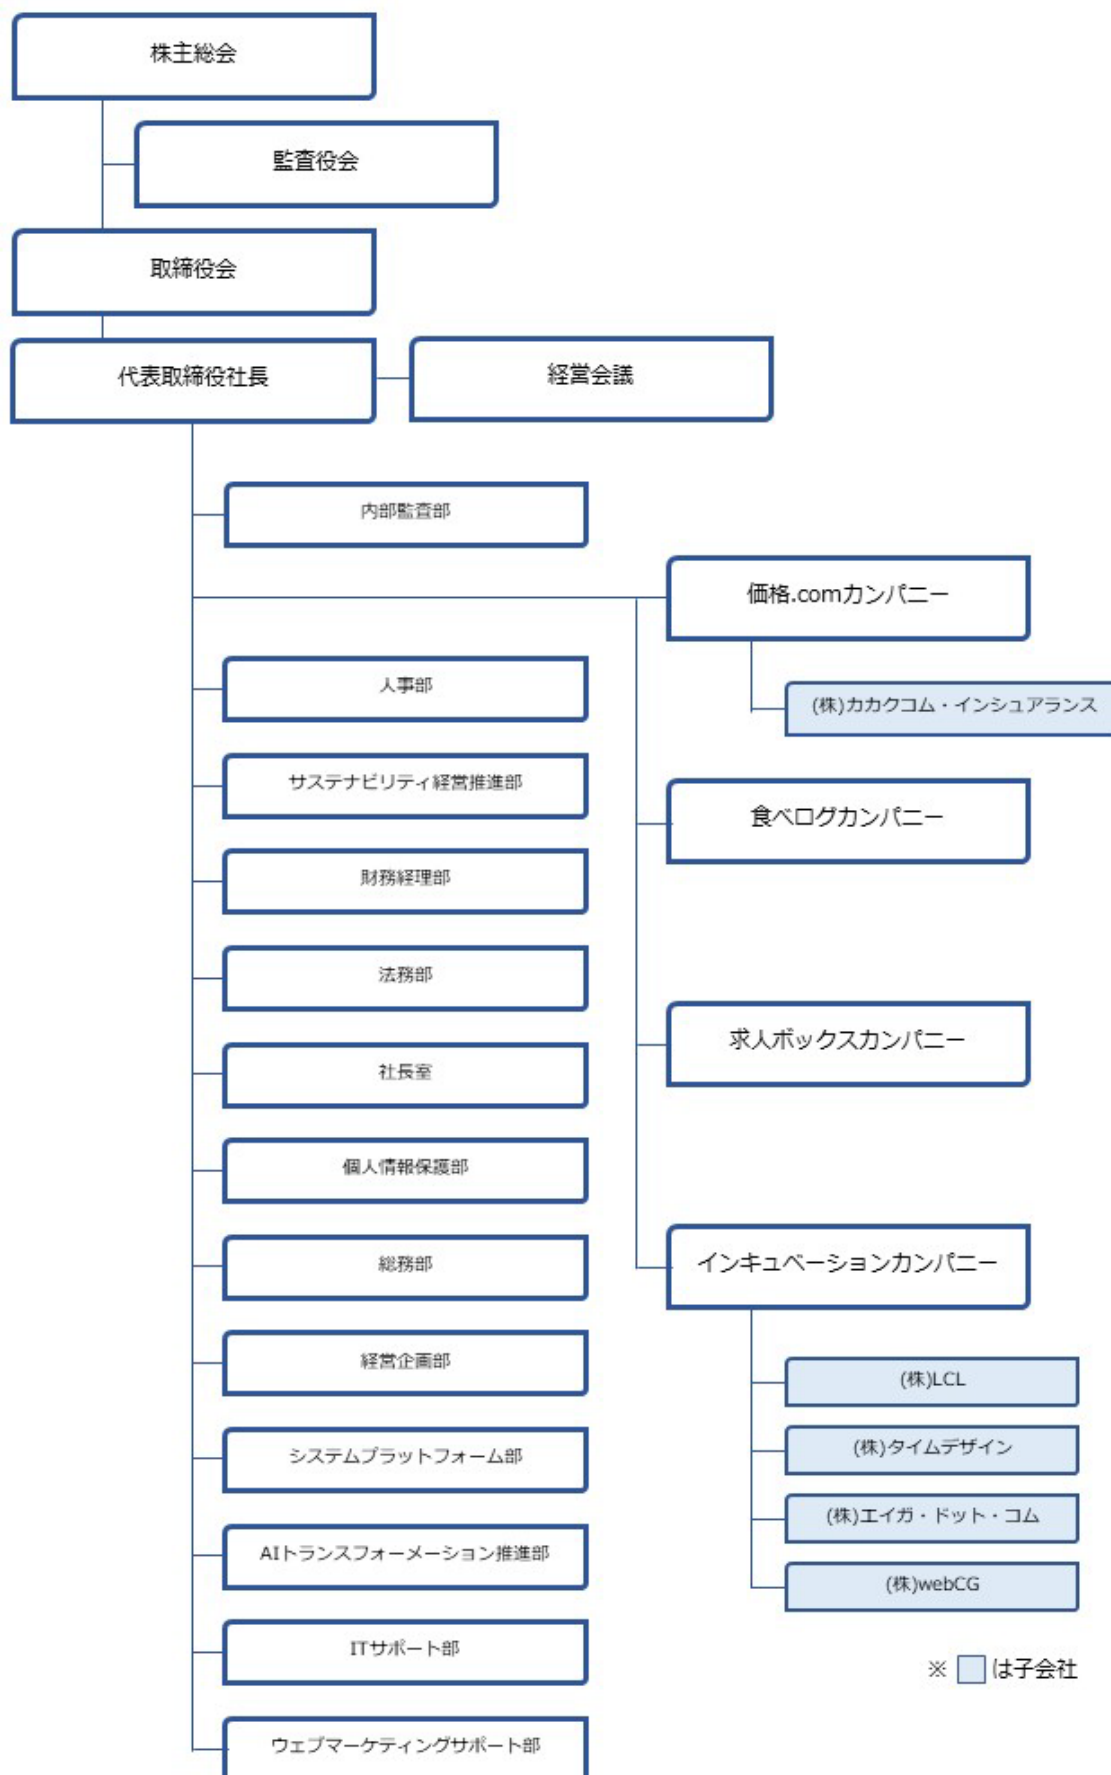 株主総会
監査役会
取締役会
代表取締役社長
経営会議
内部監査部
価格.comカンパニー
(株)カカクコム・インシュアランス
人事部
サステナビリティ経営推進部
食べログカンパニー
財務経理部
法務部
求人ボックスカンパニー
社長室
個人情報保護部
総務部
インキュベーションカンパニー
経営企画部
(株)LCL
システムプラットフォーム部
(株)タイムデザイン
(株)エイガ・ドット・コム
AIトランスフォーメーション推進部
(株)webCG
ITサポート部
※ は子会社
ウェブマーケティングサポート部